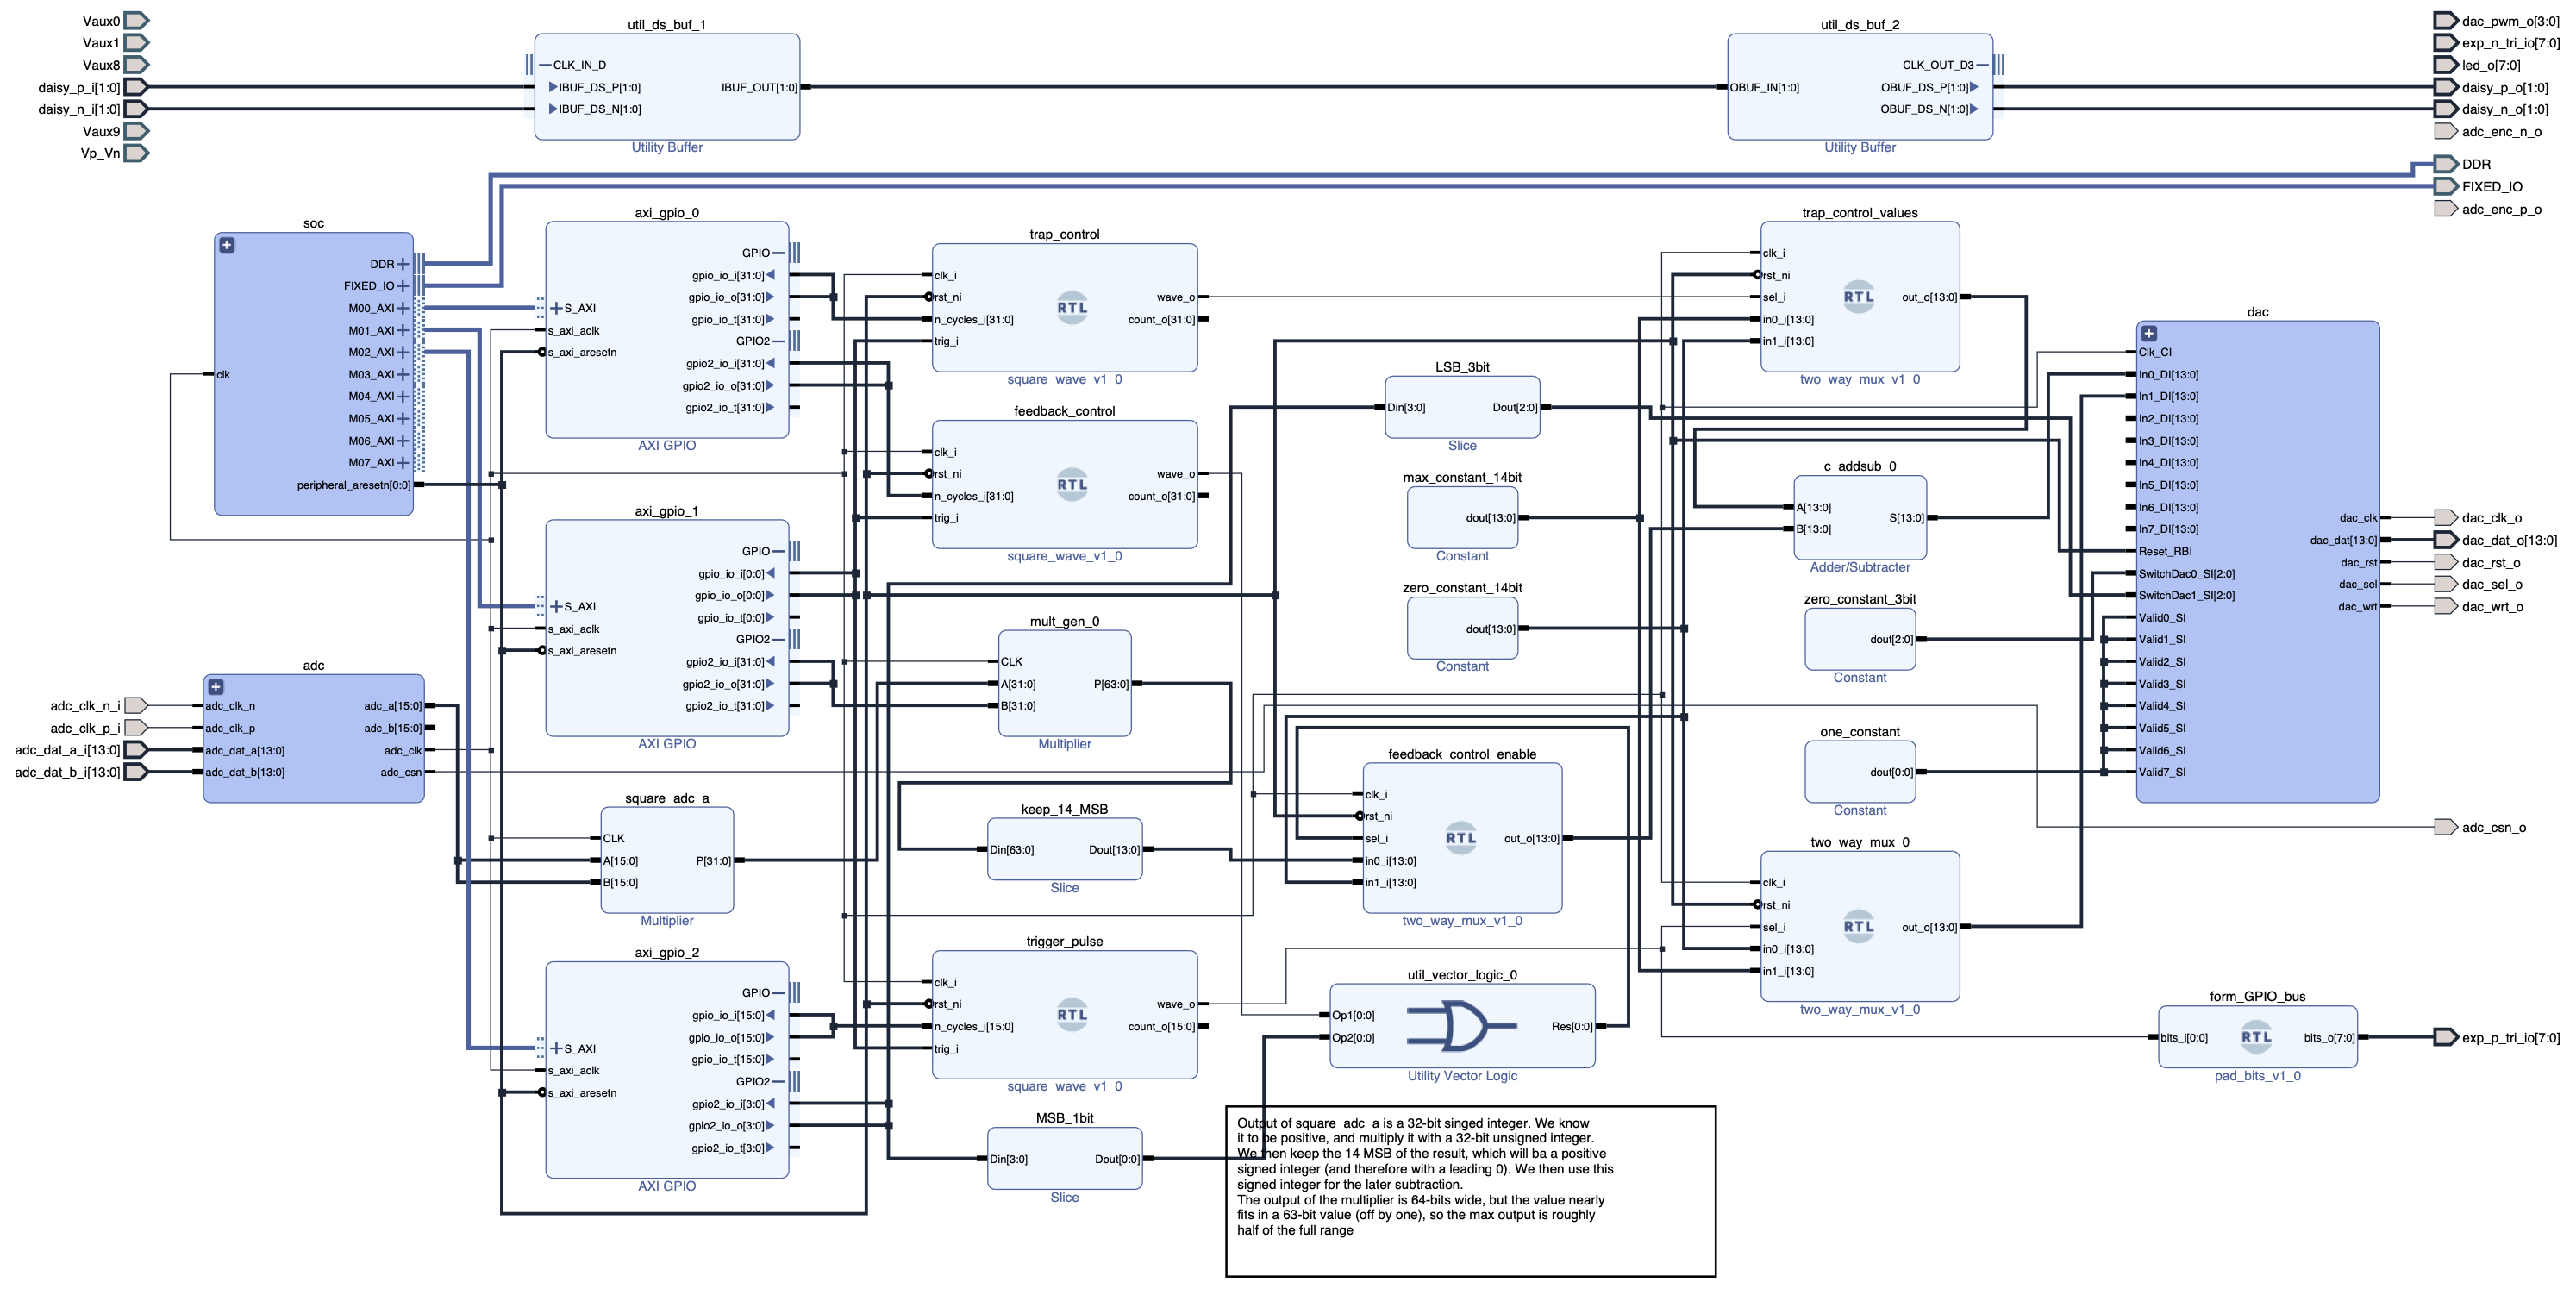 Vaux0
Vaux1
Vaux8
daisy_p_i[1:0]
daisy_n_i[1:0]
Vaux9
Vp_Vn
util_ds_buf_1
CLK_IN_D
IBUF_DS_P[1:0]
IBUF_DS_N[1:0]
IBUF_OUT[1:0]
Utility Buffer
util_ds_buf_2
CLK_OUT_D3
OBUF_IN[1:0]
OBUF_DS_P[1:0]
OBUF_DS_N[1:0]
Utility Buffer
dac_pwm_o[3:0]
exp_n_tri_io[7:0]
led_o[7:0]
daisy_p_o[1:0]
daisy_n_o[1:0]
adc_enc_n_o
DDR
FIXED_IO
adc_enc_p_o
soc
DDR
FIXED_IO
M00_AXI
M01_AXI
M02_AXI
clk
M03_AXI
M04_AXI
M05_AXI
M06_AXI
M07_AXI
peripheral_aresetn[0:0]
axi_gpio_0
GPIO
gpio_io_i[31:0]
gpio_io_o[31:0]
gpio_io_t[31:0]
GPIO2
gpio2_io_i[31:0]
gpio2_io_o[31:0]
gpio2_io_t[31:0]
S_AXI
s_axi_aclk
s_axi_aresetn
AXI GPIO
trap_control
clk_i
rst_ni
n_cycles_i[31:0]
trig_i
wave_o
count_o[31:0]
square_wave_v1_0
feedback_control
clk_i
rst_ni
n_cycles_i[31:0]
trig_i
wave_o
count_o[31:0]
square_wave_v1_0
axi_gpio_1
GPIO
gpio_io_i[0:0]
gpio_io_o[0:0]
gpio_io_t[0:0]
GPIO2
gpio2_io_i[31:0]
gpio2_io_o[31:0]
gpio2_io_t[31:0]
S_AXI
s_axi_aclk
s_axi_aresetn
AXI GPIO
mult_gen_0
CLK
A[31:0]
B[31:0]
P[63:0]
Multiplier
adc_clk_n_i
adc_clk_p_i
adc_dat_a_i[13:0]
adc_dat_b_i[13:0]
adc
adc_clk_n
adc_clk_p
adc_dat_a[13:0]
adc_dat_b[13:0]
adc_a[15:0]
adc_b[15:0]
adc_clk
adc_csn
square_adc_a
CLK
A[15:0]
B[15:0]
P[31:0]
Multiplier
keep_14_MSB
Din[63:0]
Dout[13:0]
Slice
axi_gpio_2
GPIO
gpio_io_i[15:0]
gpio_io_o[15:0]
gpio_io_t[15:0]
GPIO2
gpio2_io_i[3:0]
gpio2_io_o[3:0]
gpio2_io_t[3:0]
S_AXI
s_axi_aclk
s_axi_aresetn
AXI GPIO
trigger_pulse
clk_i
rst_ni
n_cycles_i[15:0]
trig_i
wave_o
count_o[15:0]
square_wave_v1_0
MSB_1bit
Din[3:0]
Dout[0:0]
Slice
LSB_3bit
Din[3:0]
Dout[2:0]
Slice
max_constant_14bit
dout[13:0]
Constant
zero_constant_14bit
dout[13:0]
Constant
feedback_control_enable
clk_i
rst_ni
sel_i
in0_i[13:0]
in1_i[13:0]
out_o[13:0]
two_way_mux_v1_0
util_vector_logic_0
Op1[0:0]
Op2[0:0]
Res[0:0]
Utility Vector Logic
Output of square_adc_a is a 32-bit singed integer. We know
it to be positive, and multiply it with a 32-bit unsigned integer.
We then keep the 14 MSB of the result, which will ba a positive
signed integer (and therefore with a leading 0). We then use this
signed integer for the later subtraction.
The output of the multiplier is 64-bits wide, but the value nearly
fits in a 63-bit value (off by one), so the max output is roughly
half of the full range
trap_control_values
clk_i
rst_ni
sel_i
in0_i[13:0]
in1_i[13:0]
out_o[13:0]
two_way_mux_v1_0
c_addsub_0
A[13:0]
B[13:0]
S[13:0]
Adder/Subtracter
zero_constant_3bit
dout[2:0]
Constant
one_constant
dout[0:0]
Constant
two_way_mux_0
clk_i
rst_ni
sel_i
in0_i[13:0]
in1_i[13:0]
out_o[13:0]
two_way_mux_v1_0
dac
Clk_CI
In0_DI[13:0]
In1_DI[13:0]
In2_DI[13:0]
In3_DI[13:0]
In4_DI[13:0]
In5_DI[13:0]
In6_DI[13:0]
In7_DI[13:0]
Reset_RBI
SwitchDac0_SI[2:0]
SwitchDac1_SI[2:0]
Valid0_SI
Valid1_SI
Valid2_SI
Valid3_SI
Valid4_SI
Valid5_SI
Valid6_SI
Valid7_SI
dac_clk
dac_dat[13:0]
dac_rst
dac_sel
dac_wrt
dac_clk_o
dac_dat_o[13:0]
dac_rst_o
dac_sel_o
dac_wrt_o
adc_csn_o
form_GPIO_bus
bits_i[0:0]
bits_o[7:0]
pad_bits_v1_0
exp_p_tri_io[7:0]
RTL
RTL
RTL
RTL
RTL
RTL
RTL